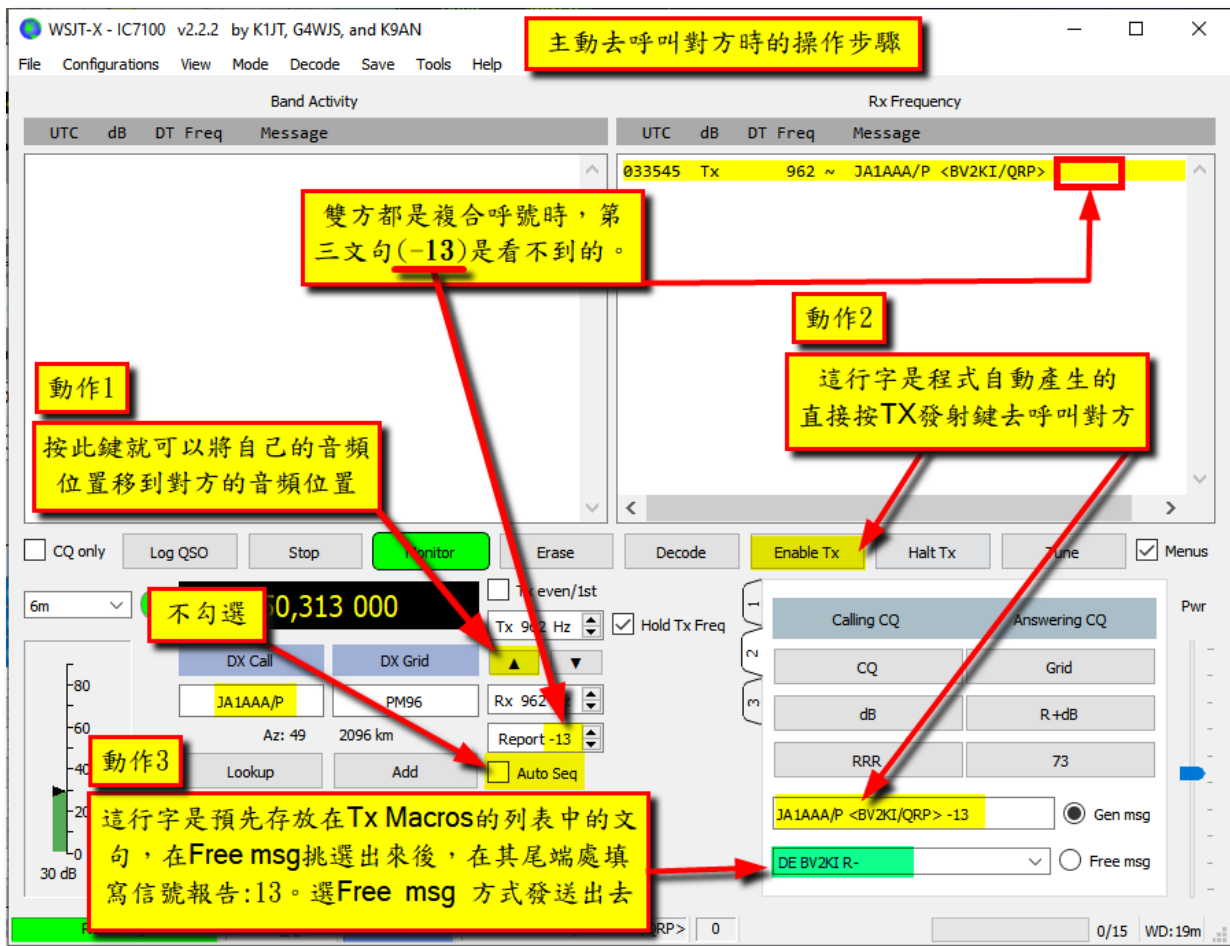 WSJT-X - IC7100 v2.2.2 by K1JT, G4WJS, and K9AN
主動去呼叫對方時的操作步驟
File Configurations View Mode Decode Save Tools Help
Band Activity
Rx Frequency
UTC dB DT Freq Message
UTC dB DT Freq Message
033545 Tx 962 ~ JA1AAA/P <BV2KI/QRP>
雙方都是複合呼號時，第
三文句(-13)是看不到的。
動作2
這行字是程式自動產生的
直接按TX發射鍵去呼叫對方
動作1
按此鍵就可以將自己的音頻
位置移到對方的音頻位置
CQ only Log QSO Stop Monitor Erase Decode Enable Tx Halt Tx Tune Menus
6m
不勾選
0,313 000
Tx even/1st
Tx 962 Hz
Hold Tx Freq
DX Call DX Grid
▲ ▼
JA1AAA/P PM96
Rx 962
Az: 49 2096 km
Report -13
Lookup Add
Auto Seq
-80
-60
-40
-20
-0
30 dB
動作3
這行字是預先存放在Tx Macros的列表中的文
句，在Free msg挑選出來後，在其尾端處填
寫信號報告:13。選Free msg 方式發送出去
1
2
3
Calling CQ Answering CQ
CQ Grid
dB R+dB
RRR 73
JA1AAA/P <BV2KI/QRP> -13 Gen msg
DE BV2KI R- Free msg
Pwr
QRP> 0
0/15 WD:19m